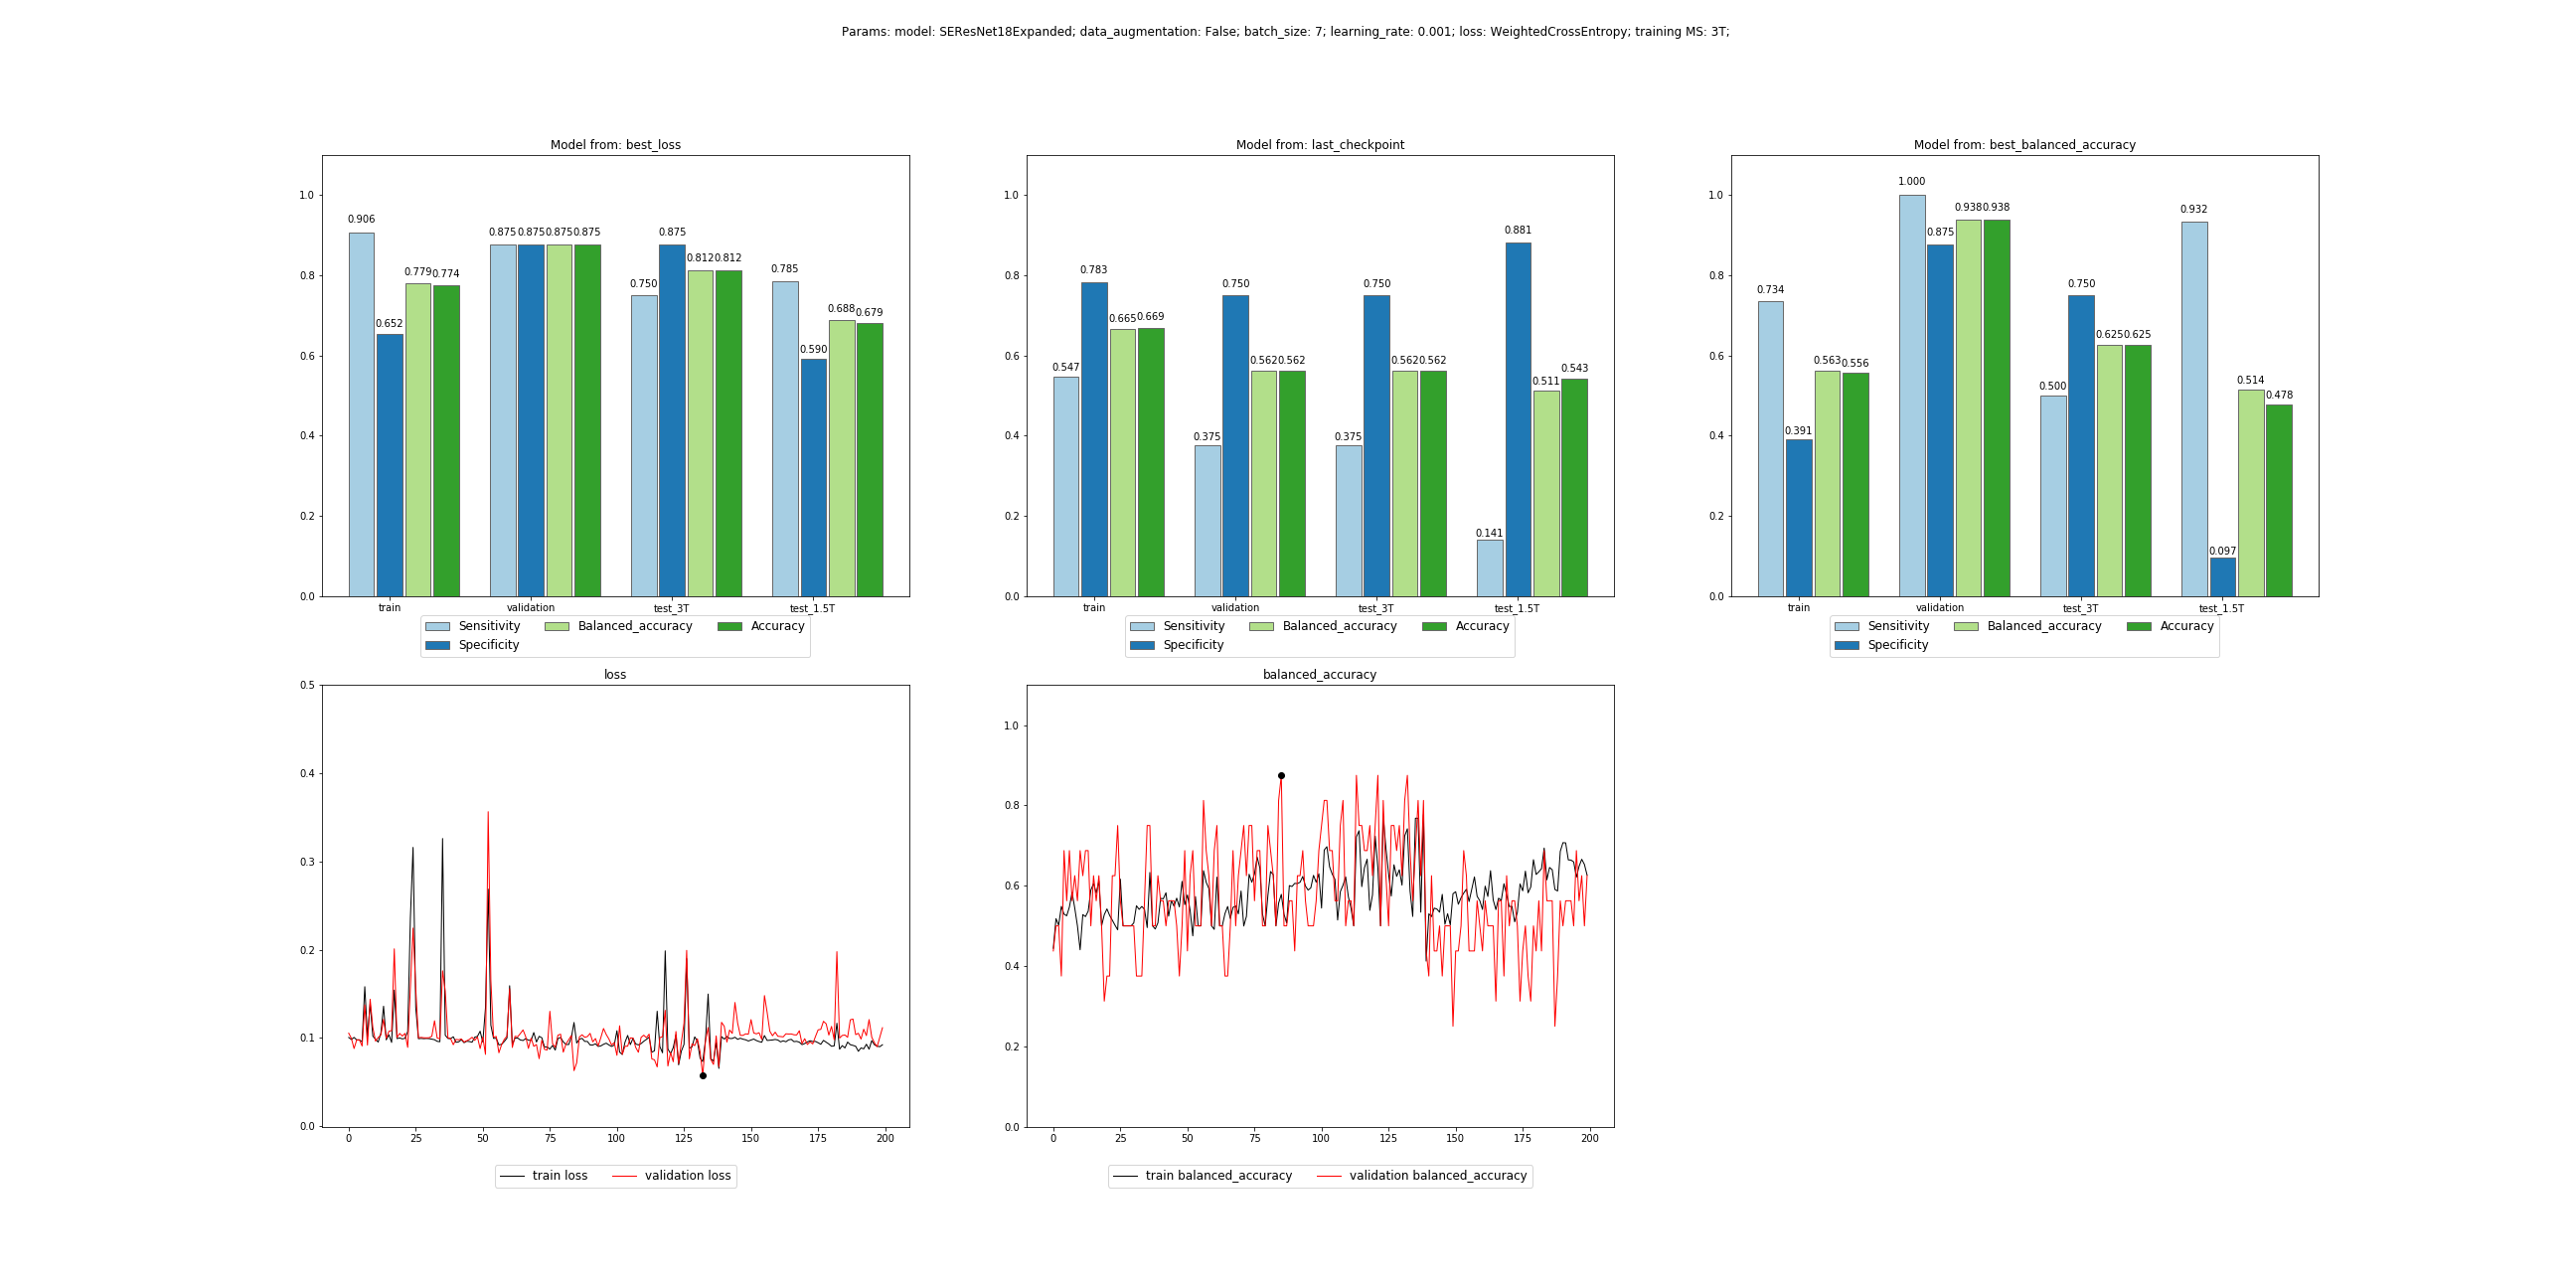 Params: model: SEResNet18Expanded; data_augmentation: False; batch_size: 7; learning_rate: 0.001; loss: WeightedCrossEntropy; training MS: 3T;
Model from: best_loss
1.0
0.8
0.6
0.4
0.2
0.0
0.906
0.652
0.779
0.774
0.875
0.875
0.875
0.875
0.750
0.875
0.812
0.812
0.785
0.590
0.688
0.679
train
validation
test_3T
test_1.5T
Sensitivity
Balanced_accuracy
Accuracy
Specificity
Model from: last_checkpoint
1.0
0.8
0.6
0.4
0.2
0.0
0.547
0.783
0.665
0.669
0.375
0.750
0.562
0.562
0.375
0.750
0.562
0.562
0.141
0.881
0.511
0.543
train
validation
test_3T
test_1.5T
Sensitivity
Balanced_accuracy
Accuracy
Specificity
Model from: best_balanced_accuracy
1.0
0.8
0.6
0.4
0.2
0.0
0.734
0.391
0.563
0.556
1.000
0.875
0.938
0.938
0.500
0.750
0.625
0.625
0.932
0.097
0.514
0.478
train
validation
test_3T
test_1.5T
Sensitivity
Balanced_accuracy
Accuracy
Specificity
loss
0.5
0.4
0.3
0.2
0.1
0.0
0 25 50 75 100 125 150 175 200
train loss
validation loss
balanced_accuracy
1.0
0.8
0.6
0.4
0.2
0.0
0 25 50 75 100 125 150 175 200
train balanced_accuracy
validation balanced_accuracy